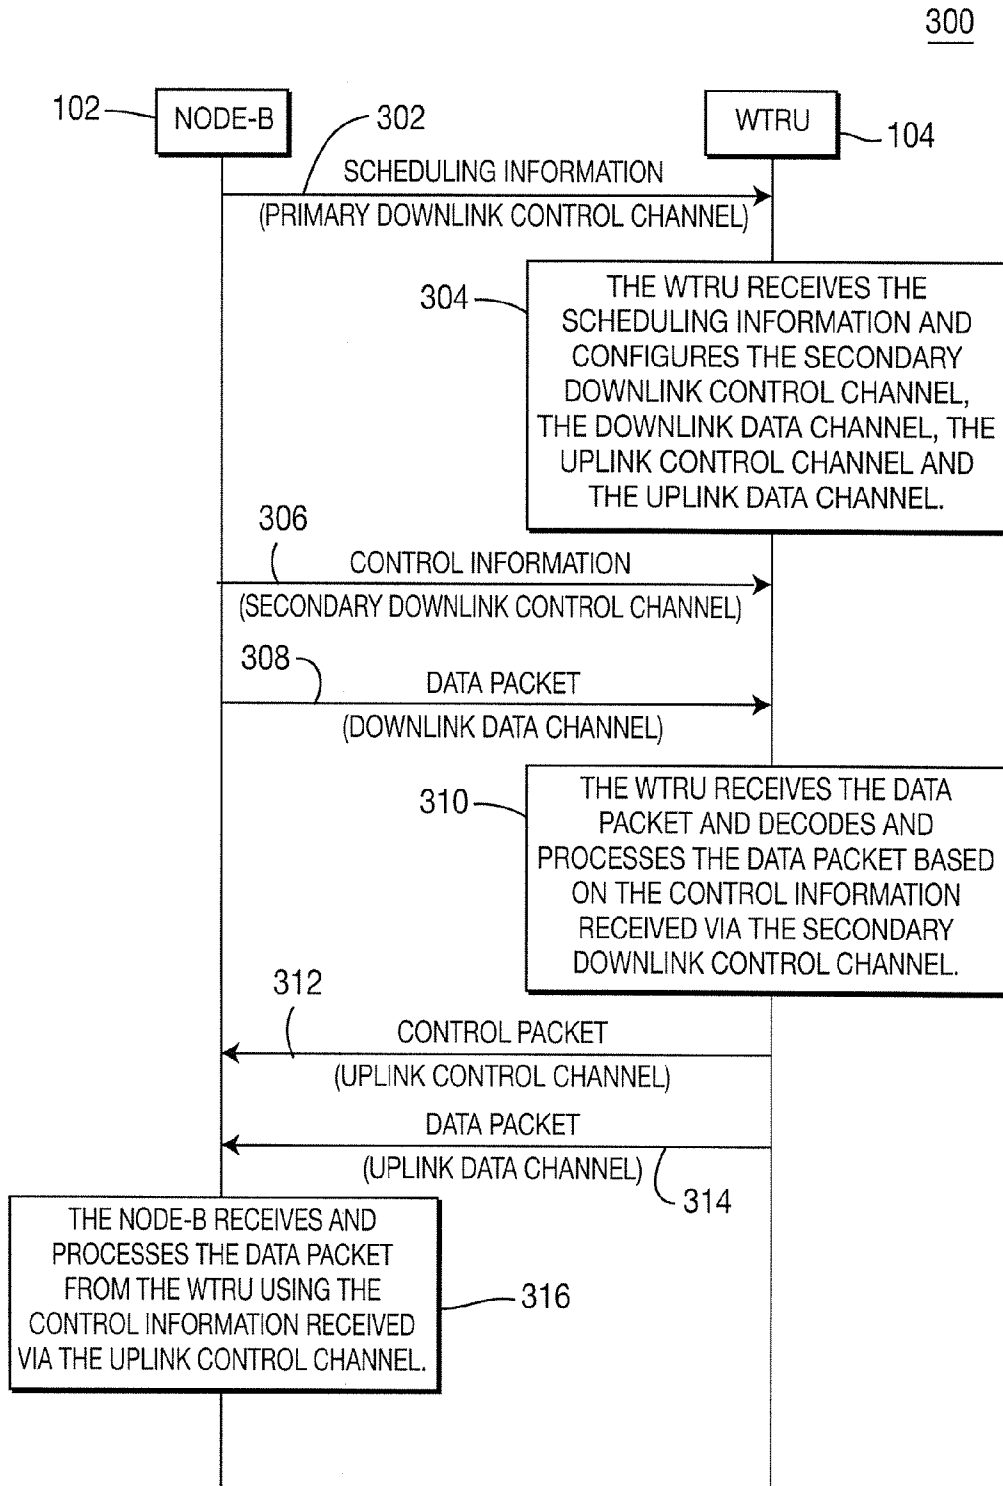 300
102
NODE-B
302
WTRU
104
SCHEDULING INFORMATION
(PRIMARY DOWNLINK CONTROL CHANNEL)
304
THE WTRU RECEIVES THE
SCHEDULING INFORMATION AND
CONFIGURES THE SECONDARY
DOWNLINK CONTROL CHANNEL,
THE DOWNLINK DATA CHANNEL, THE
UPLINK CONTROL CHANNEL AND
THE UPLINK DATA CHANNEL.
306
CONTROL INFORMATION
(SECONDARY DOWNLINK CONTROL CHANNEL)
308
DATA PACKET
(DOWNLINK DATA CHANNEL)
310
THE WTRU RECEIVES THE DATA
PACKET AND DECODES AND
PROCESSES THE DATA PACKET BASED
ON THE CONTROL INFORMATION
RECEIVED VIA THE SECONDARY
DOWNLINK CONTROL CHANNEL.
312
CONTROL PACKET
(UPLINK CONTROL CHANNEL)
DATA PACKET
(UPLINK DATA CHANNEL)
314
THE NODE-B RECEIVES AND
PROCESSES THE DATA PACKET
FROM THE WTRU USING THE
CONTROL INFORMATION RECEIVED
VIA THE UPLINK CONTROL CHANNEL.
316